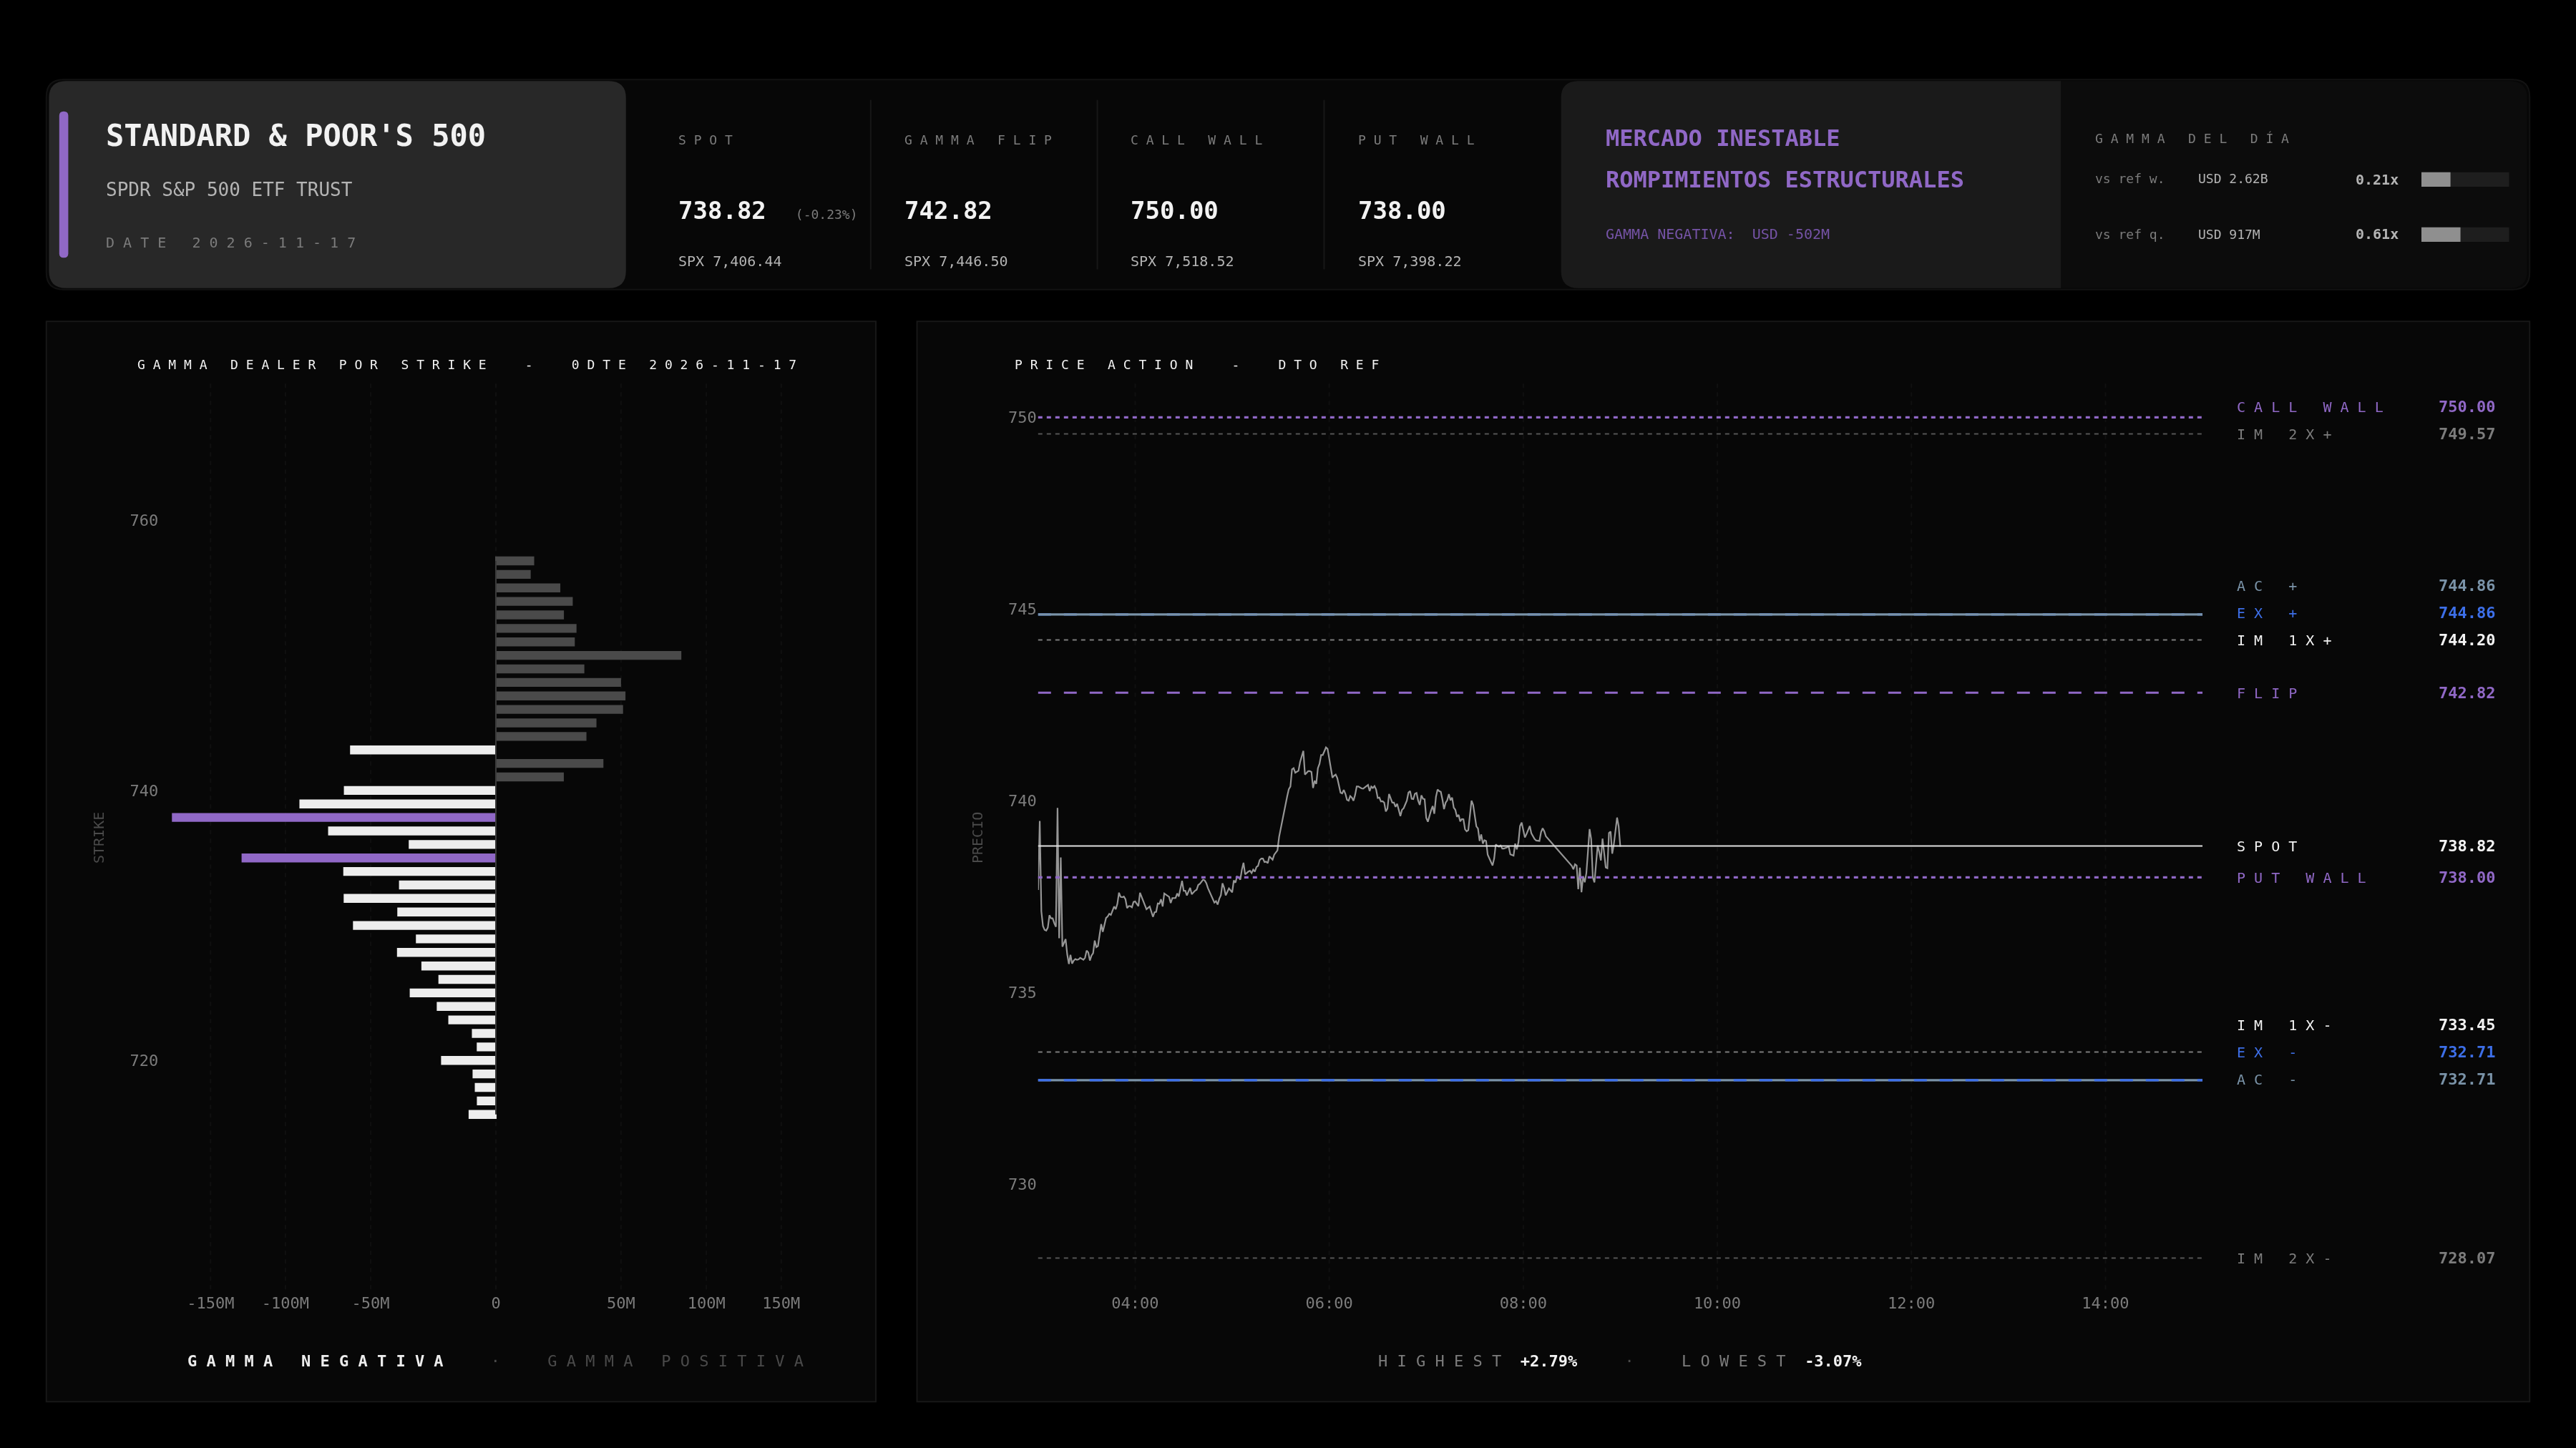 STANDARD & POOR'S 500
SPDR S&P 500 ETF TRUST
DATE 2026-11-17
SPOT
738.82 (-0.23%)
SPX 7,406.44
GAMMA FLIP
742.82
SPX 7,446.50
CALL WALL
750.00
SPX 7,518.52
PUT WALL
738.00
SPX 7,398.22
MERCADO INESTABLE
ROMPIMIENTOS ESTRUCTURALES
GAMMA NEGATIVA: USD -502M
GAMMA DEL DÍA
vs ref w. USD 2.62B 0.21x
vs ref q. USD 917M 0.61x
GAMMA DEALER POR STRIKE - 0DTE 2026-11-17
760
740
720
STRIKE
-150M -100M -50M 0 50M 100M 150M
GAMMA NEGATIVA · GAMMA POSITIVA
PRICE ACTION - DTO REF
750
745
740
735
730
PRECIO
04:00 06:00 08:00 10:00 12:00 14:00
CALL WALL 750.00
IM 2X+ 749.57
AC + 744.86
EX + 744.86
IM 1X+ 744.20
FLIP 742.82
SPOT 738.82
PUT WALL 738.00
IM 1X- 733.45
EX - 732.71
AC - 732.71
IM 2X- 728.07
HIGHEST +2.79% · LOWEST -3.07%